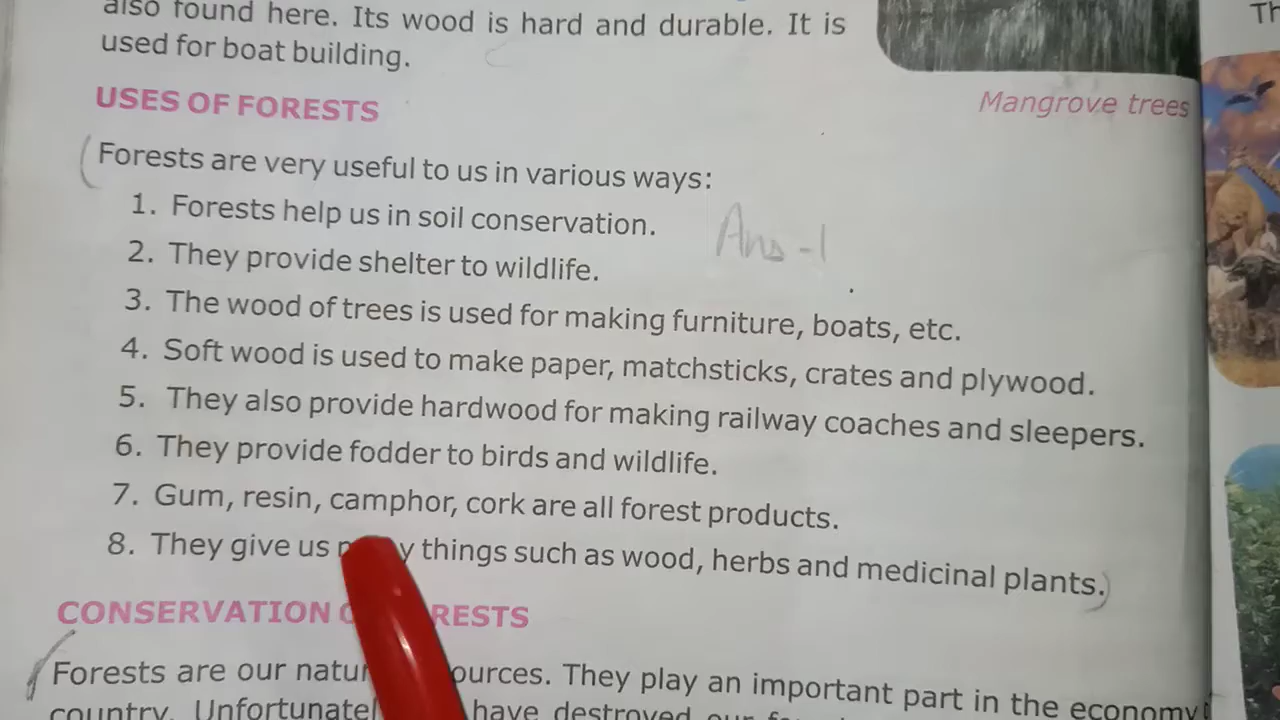 also found here. Its wood is hard and durable. It is
used for boat building.
Th
Mangrove trees
USES OF FORESTS
Forests are very useful to us in various ways:
1. Forests help us in soil conservation.
Ans-1
2. They provide shelter to wildlife.
3. The wood of trees is used for making furniture, boats, etc.
4. Soft wood is used to make paper, matchsticks, crates and plywood.
5. They also provide hardwood for making railway coaches and sleepers.
6. They provide fodder to birds and wildlife.
7. Gum, resin, camphor, cork are all forest products.
8. They give us things such as wood, herbs and medicinal plants.
CONSERVATION RESTS
Forests are our natu ources. They play an important part in the economy
country. Unfortunatel have destroyed our